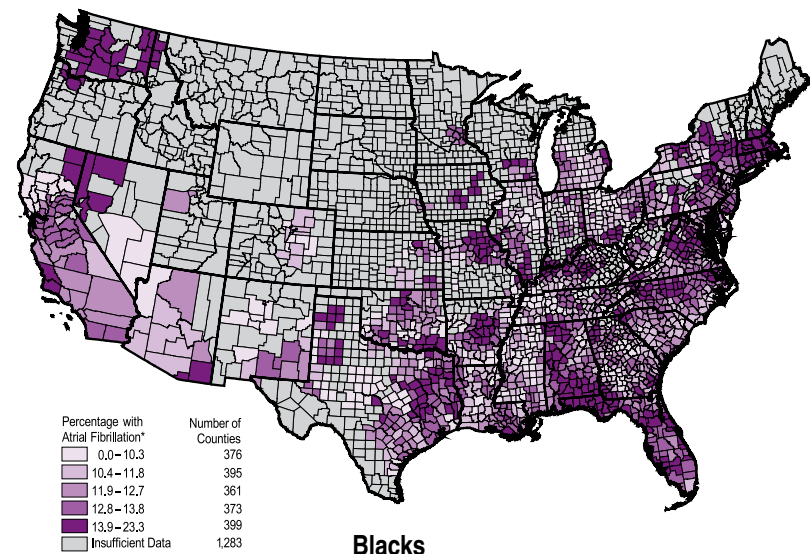 Percentage with Number of
Atrial Fibrillation* Counties
0.0–10.3 376
10.4–11.8 395
11.9–12.7 361
12.8–13.8 373
13.9–23.3 399
Insufficient Data 1,283
Blacks